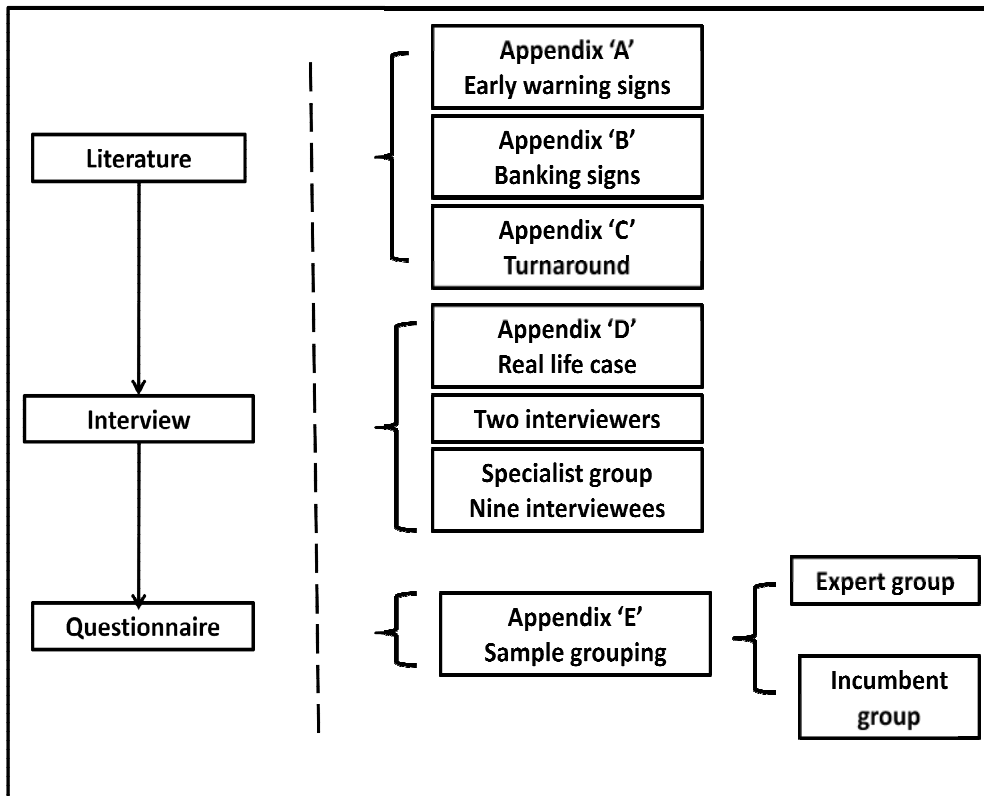 Literature
Appendix ‘A’
Early warning signs
Appendix ‘B’
Banking signs
Appendix ‘C’
Turnaround
Interview
Appendix ‘D’
Real life case
Two interviewers
Specialist group
Nine interviewees
Questionnaire
Appendix ‘E’
Sample grouping
Expert group
Incumbent
group